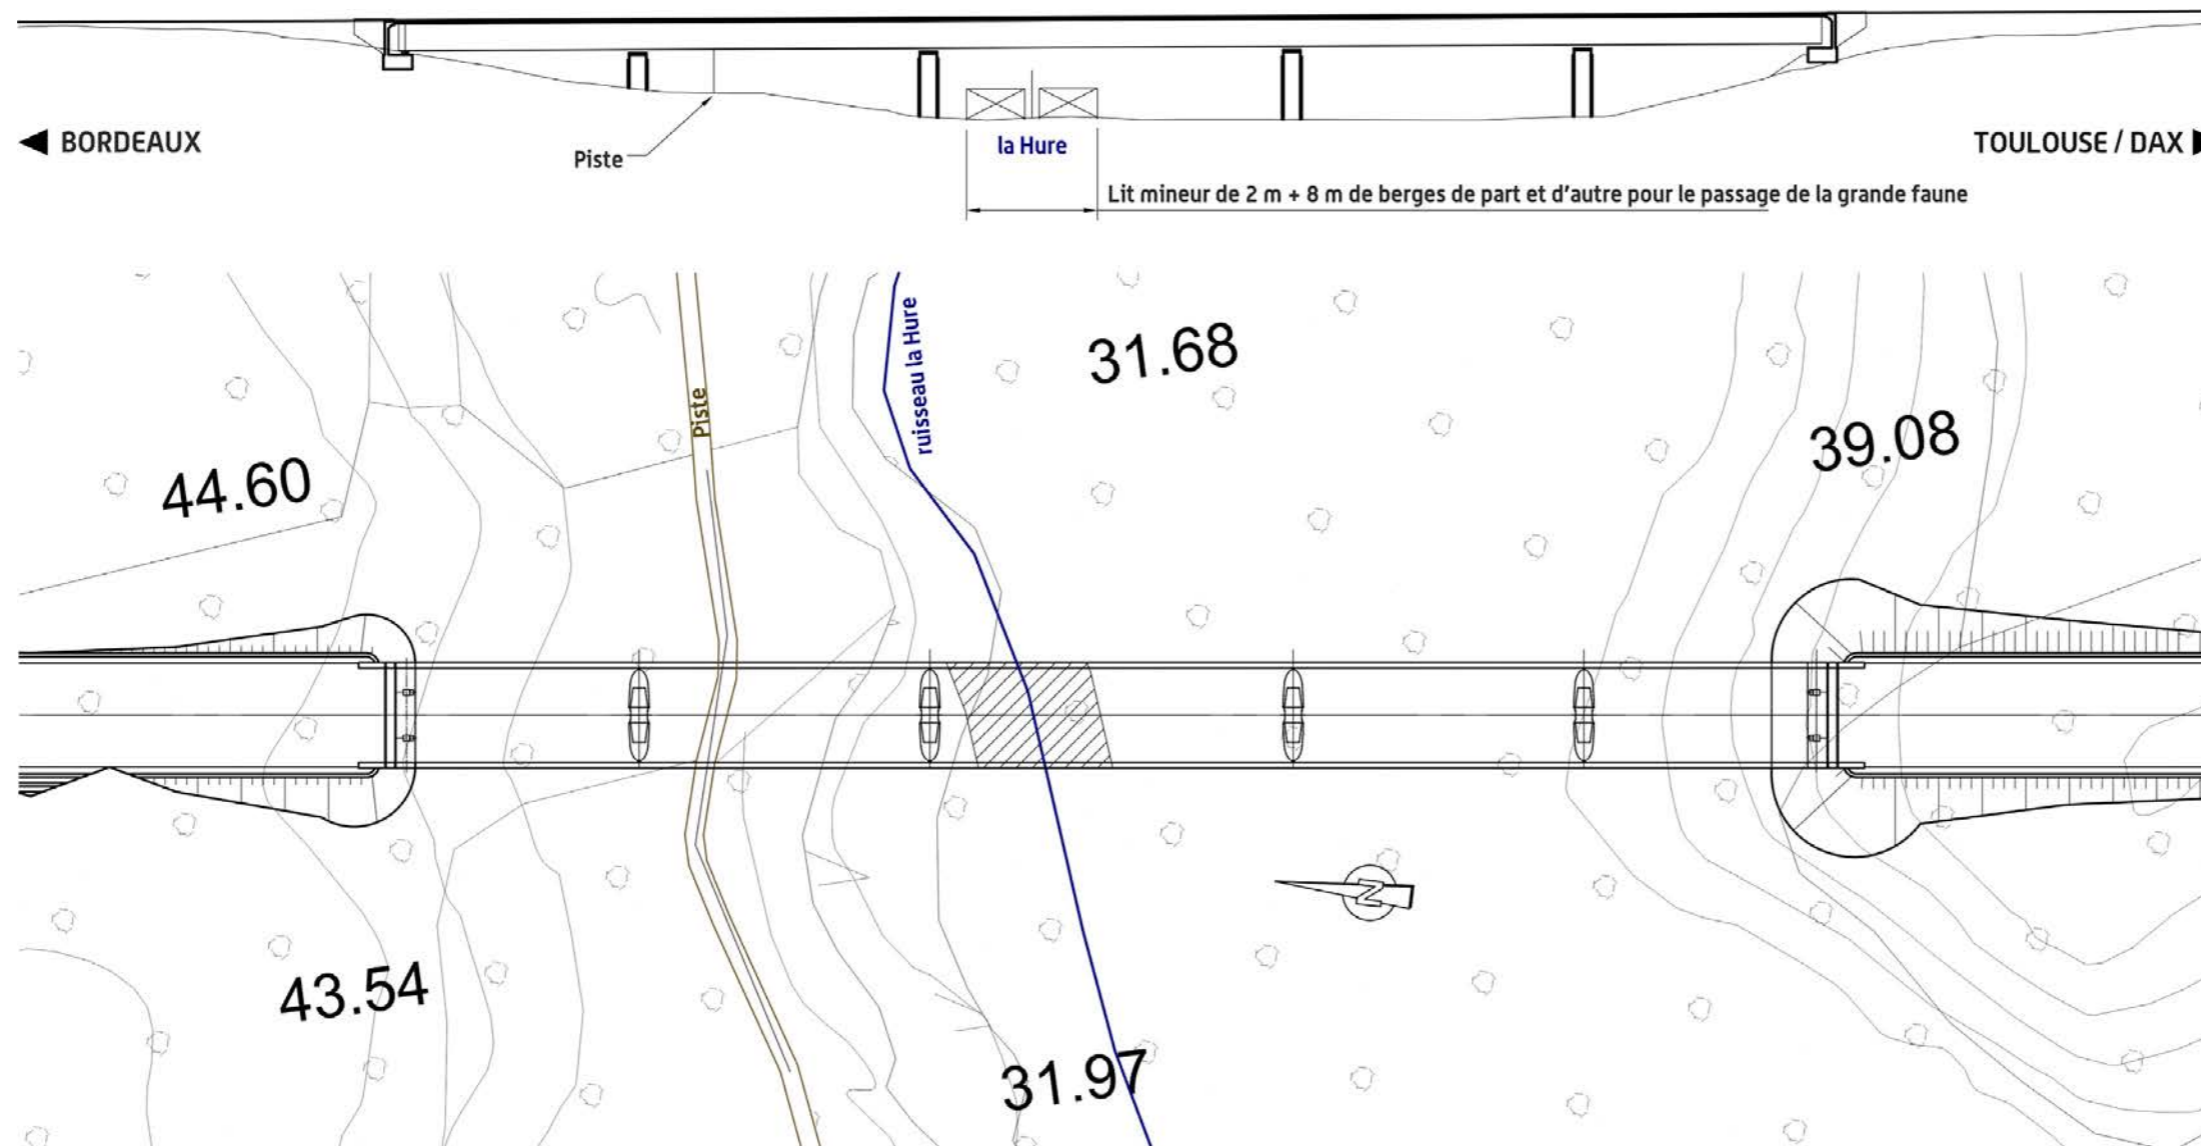 BORDEAUX
TOULOUSE / DAX
Piste
la Hure
Lit mineur de 2 m + 8 m de berges de part et d'autre pour le passage de la grande faune
ruisseau la Hure
31.68
Piste
39.08
44.60
N
43.54
31.97